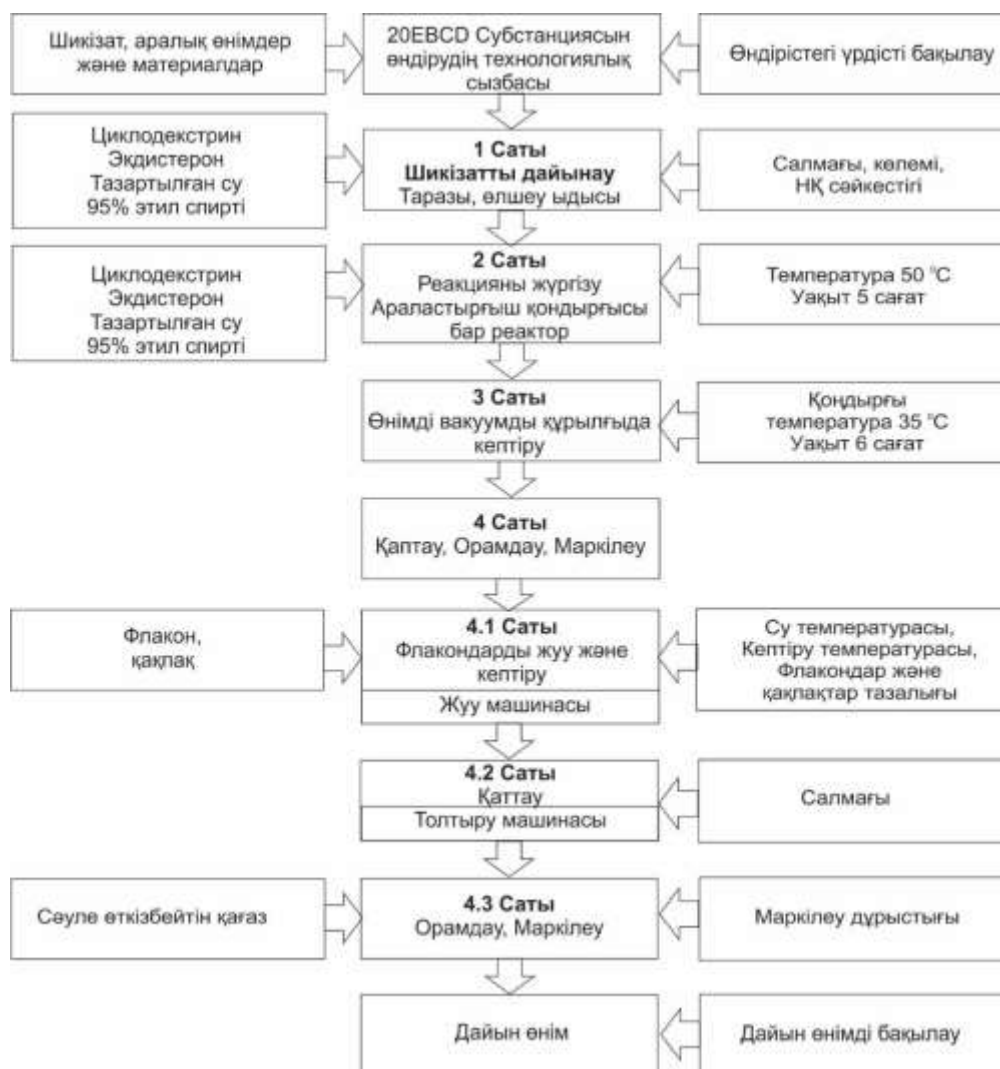 Шикізат, аралық өнімдер
және материалдар
20EBCD Субстанциясын
өндірудің технологиялық
сызбасы
Өндірістегі үрдісті бақылау
Циклодекстрин
Экдистерон
Тазартылған су
95% этил спирті
1 Саты
Шикізатты дайынау
Таразы, өлшеу ыдысы
Салмағы, көлемі,
НҚ сәйкестігі
Циклодекстрин
Экдистерон
Тазартылған су
95% этил спирті
2 Саты
Реакцияны жүргізу
Араластырғыш қондырғысы
бар реактор
Температура 50 °С
Уақыт 5 сағат
3 Саты
Өнімді вакуумды құрылғыда
кептіру
Қоңдырғы
температура 35 °С
Уақыт 6 сағат
4 Саты
Қаптау, Орамдау, Маркілеу
Флакон,
қақпақ
4.1 Саты
Флакондарды жуу және
кептіру
Жуу машинасы
Су температурасы,
Кептіру температурасы,
Флакондар және
қақпақтар тазалығы
4.2 Саты
Қаттау
Толтыру машинасы
Салмағы
Сәуле өткізбейтін қағаз
4.3 Саты
Орамдау, Маркілеу
Маркілеу дұрыстығы
Дайын өнім
Дайын өнімді бақылау